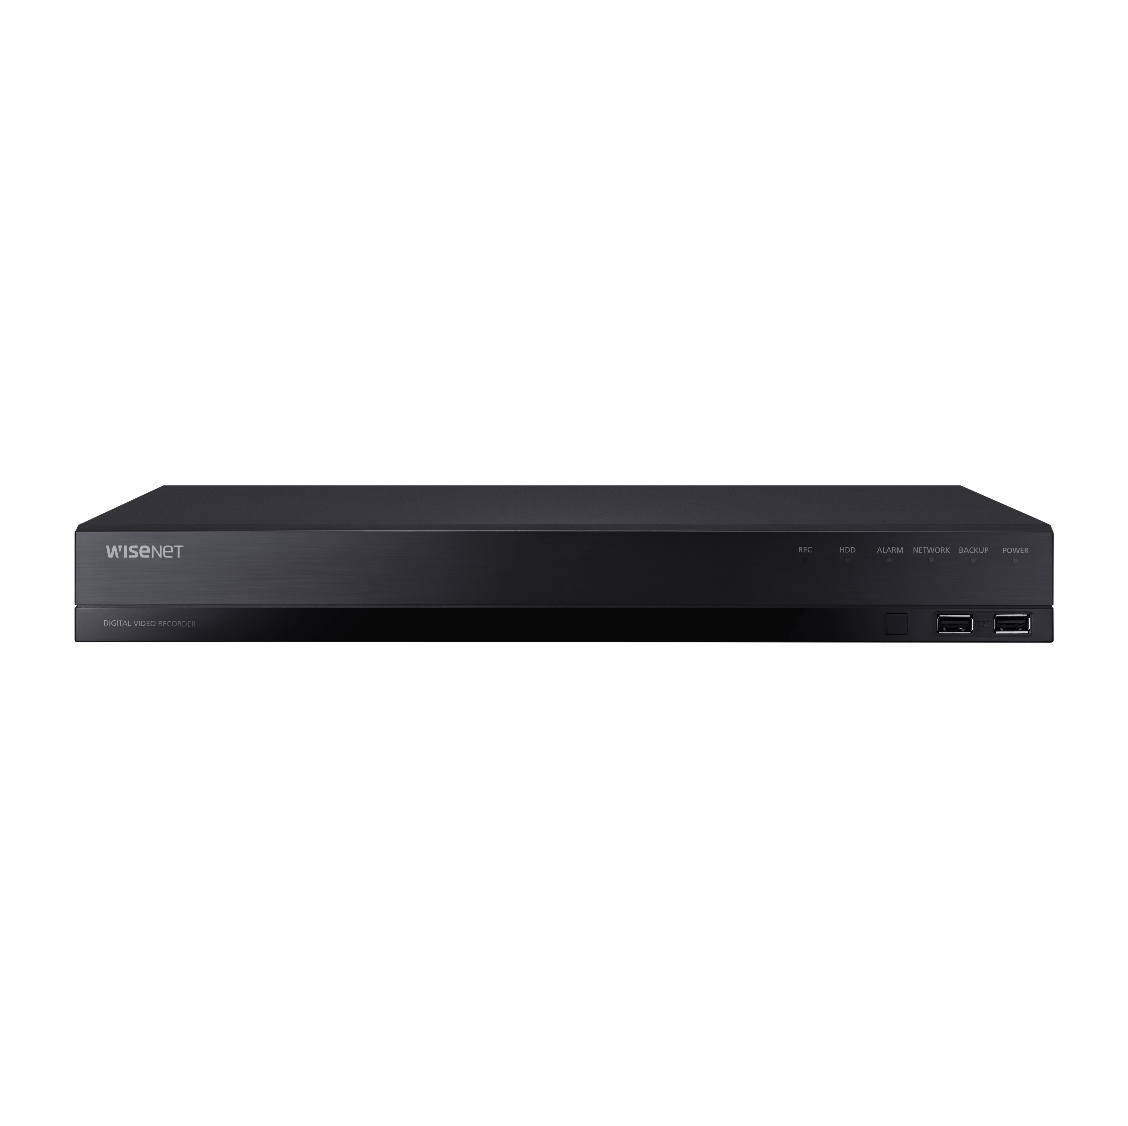 WISENET
REC HDD ALARM NETWORK BACKUP POWER
DIGITAL VIDEO RECORDER